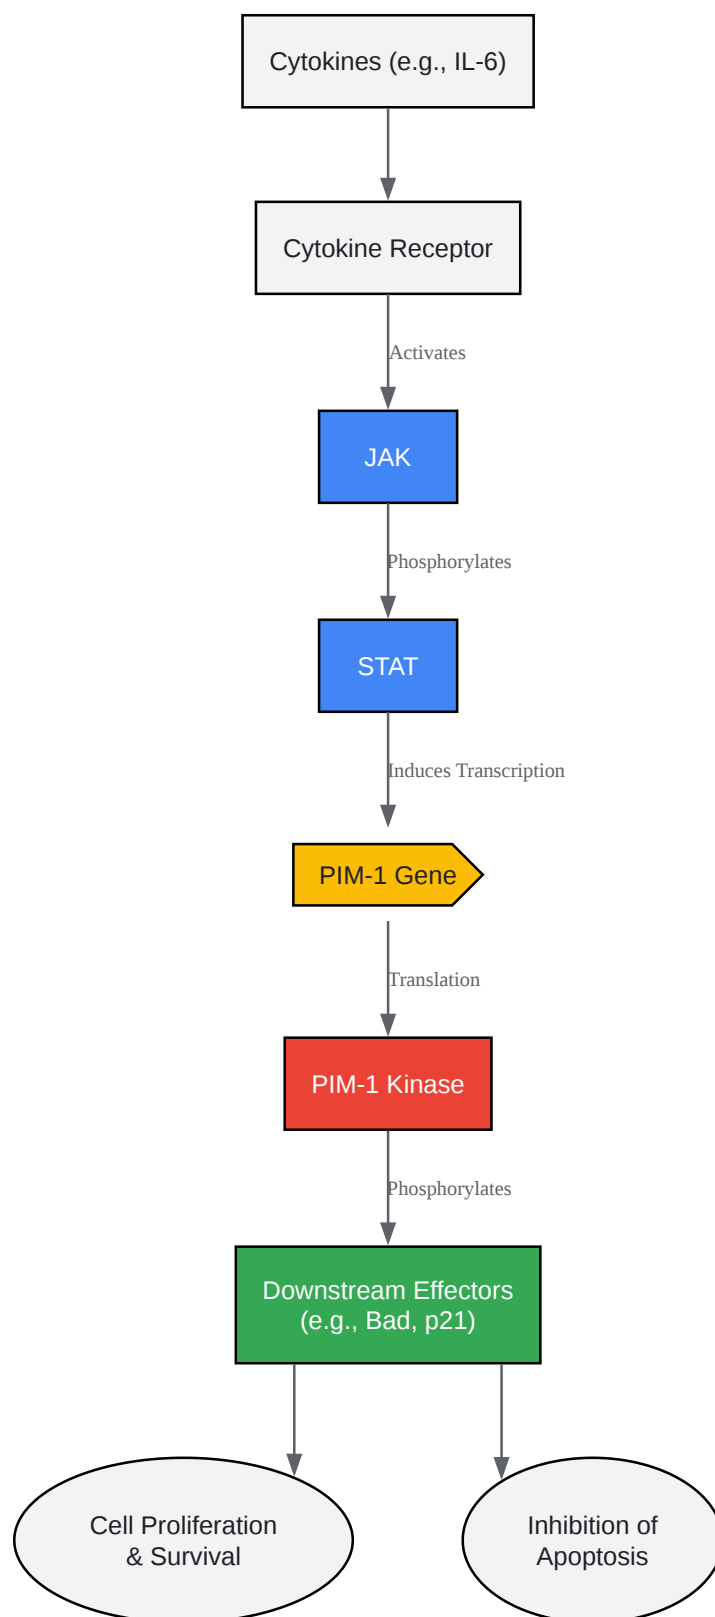 Cytokines (e.g., IL-6)
Cytokine Receptor
Activates
JAK
Phosphorylates
STAT
Induces Transcription
PIM-1 Gene
Translation
PIM-1 Kinase
Phosphorylates
Downstream Effectors
(e.g., Bad, p21)
Cell Proliferation
& Survival
Inhibition of
Apoptosis